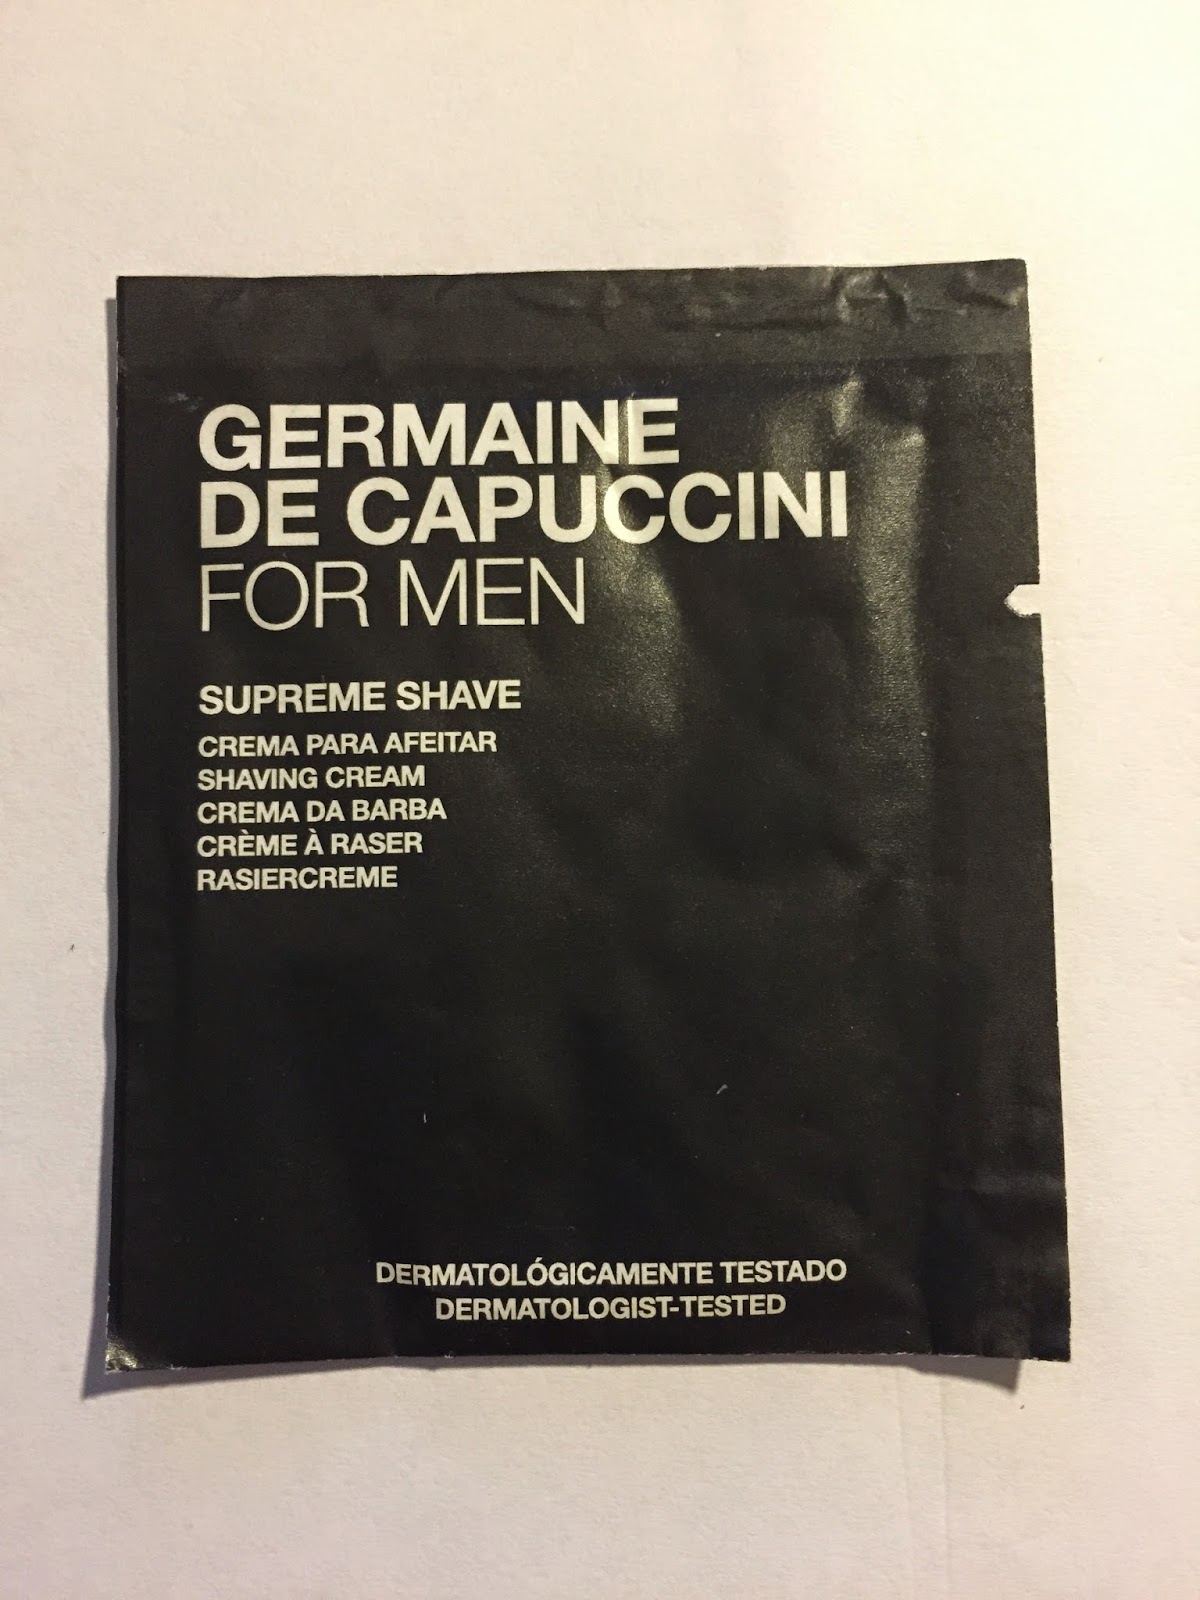 GERMAINE
DE CAPUCCINI
FOR MEN
SUPREME SHAVE
CREMA PARA AFEITAR
SHAVING CREAM
CREMA DA BARBA
CRÈME À RASER
RASIERCREME
DERMATOLÓGICAMENTE TESTADO
DERMATOLOGIST-TESTED